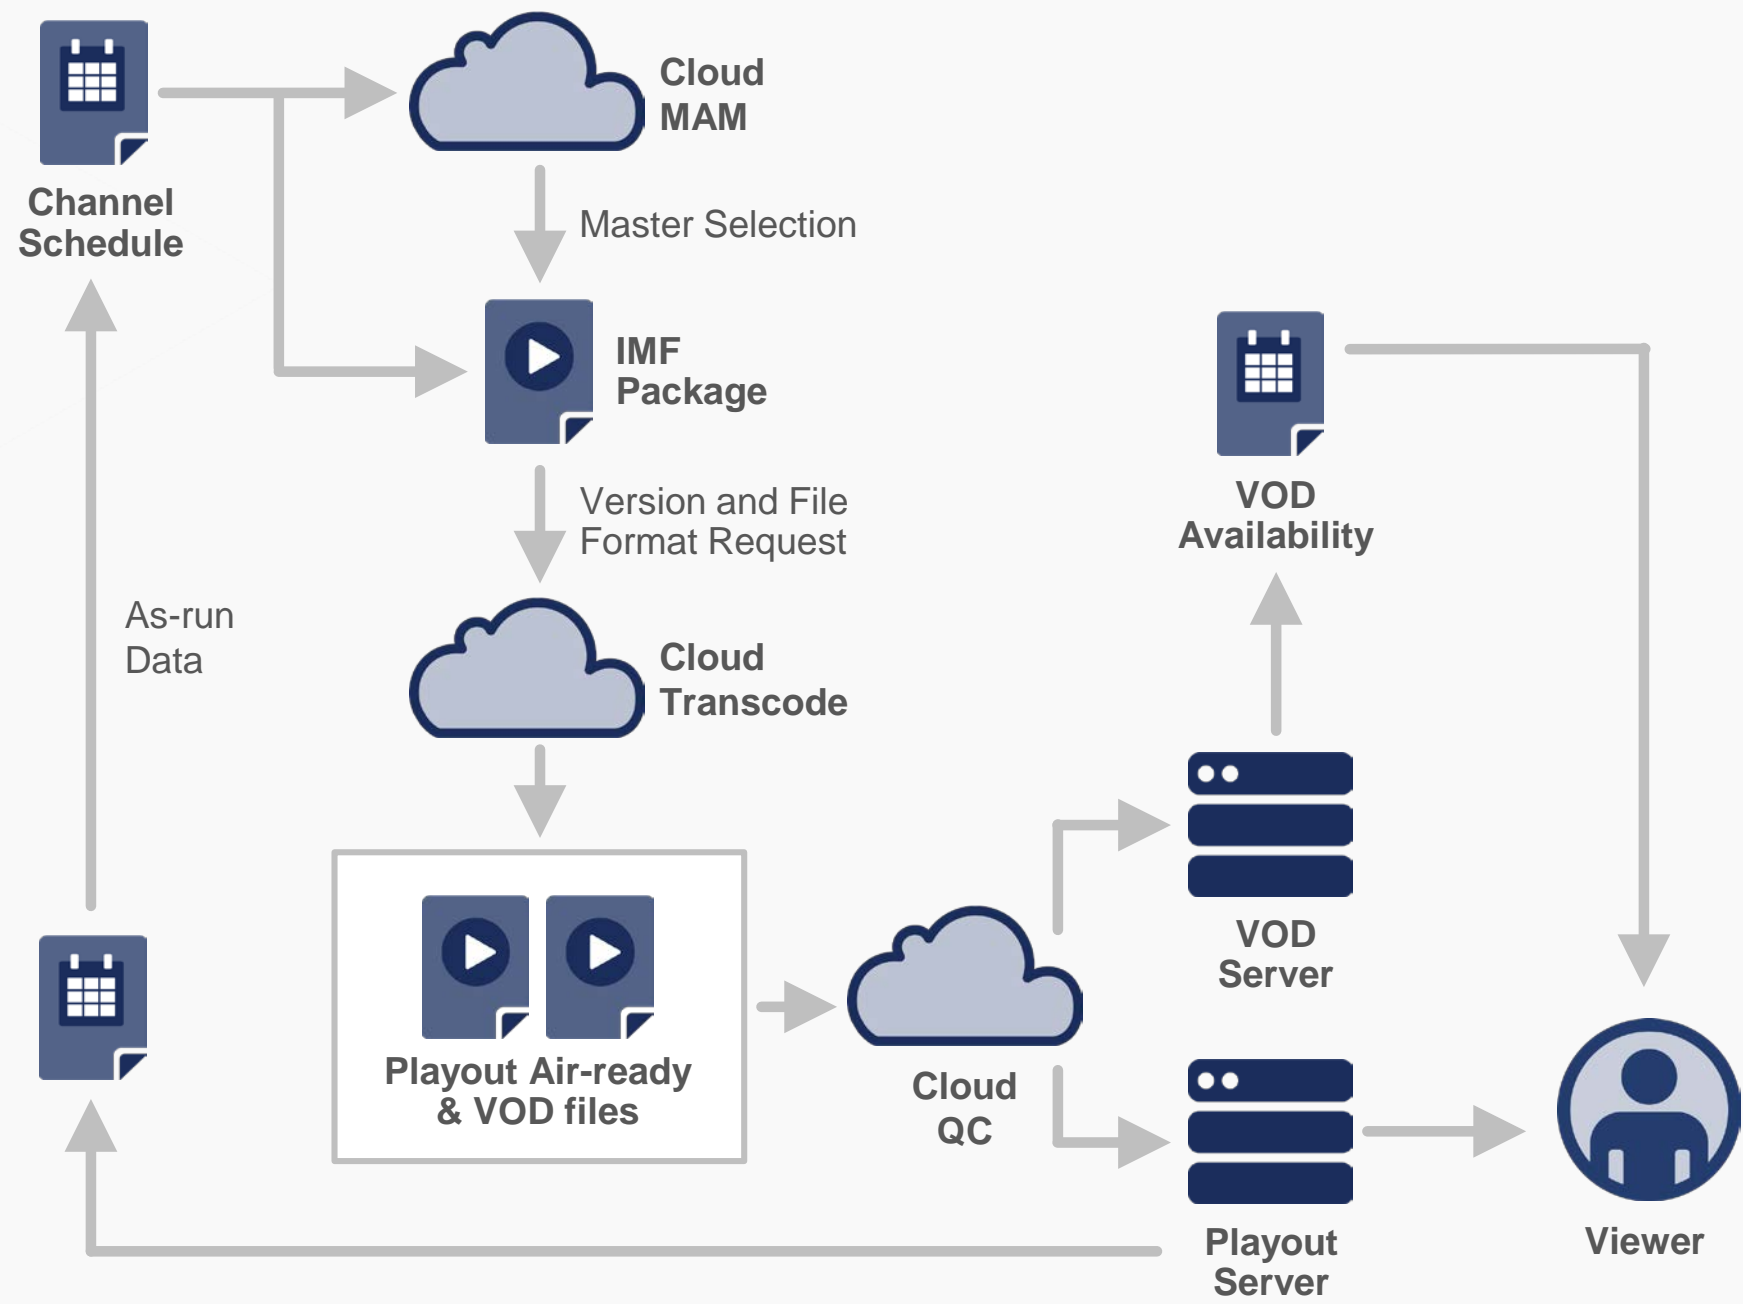 Cloud
MAM
Channel
Schedule
Master Selection
IMF
Package
Version and File
Format Request
VOD
Availability
As-run
Data
Cloud
Transcode
VOD
Server
Playout Air-ready
& VOD files
Cloud
QC
Playout
Server
Viewer